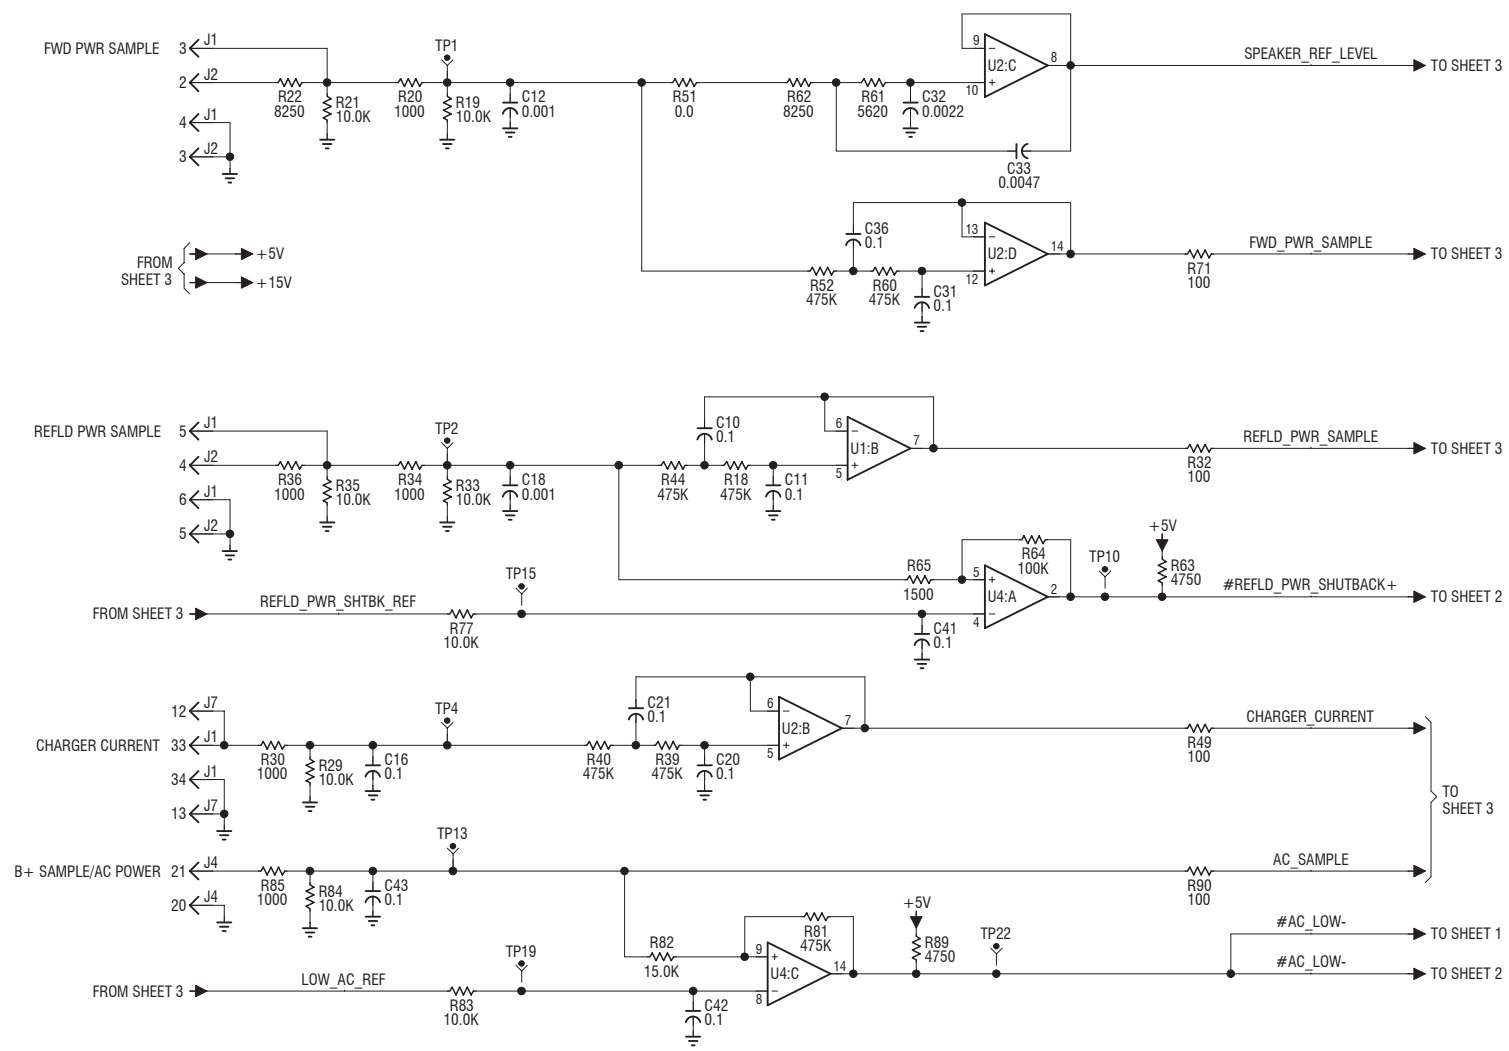 FWD PWR SAMPLE 3 J1
2 J2
4 J1
3 J2
R22
8250
R21
10.0K
R20
1000
TP1
R19
10.0K
C12
0.001
R51
0.0
R62
8250
R61
5620
C32
0.0022
9
−
U2:C
+
10
8
C33
0.0047
SPEAKER_REF_LEVEL
TO SHEET 3
FROM
SHEET 3
+5V
+15V
R52
475K
C36
0.1
R60
475K
C31
0.1
13
−
U2:D
+
12
14
R71
100
FWD_PWR_SAMPLE
TO SHEET 3
REFLD PWR SAMPLE 5 J1
4 J2
6 J1
5 J2
R36
1000
R35
10.0K
R34
1000
TP2
R33
10.0K
C18
0.001
R44
475K
C10
0.1
R18
475K
C11
0.1
6
−
U1:B
+
5
7
R32
100
REFLD_PWR_SAMPLE
TO SHEET 3
R65
1500
R64
100K
5
+
U4:A
−
4
2
TP10
+5V
R63
4750
#REFLD_PWR_SHUTBACK+
TO SHEET 2
FROM SHEET 3
REFLD_PWR_SHTBK_REF
R77
10.0K
TP15
C41
0.1
12 J7
CHARGER CURRENT 33 J1
34 J1
13 J7
R30
1000
R29
10.0K
C16
0.1
TP4
R40
475K
C21
0.1
R39
475K
C20
0.1
6
−
U2:B
+
5
7
R49
100
CHARGER_CURRENT
TO
SHEET 3
B+ SAMPLE/AC POWER 21 J4
20 J4
R85
1000
R84
10.0K
C43
0.1
TP13
R90
100
AC_SAMPLE
R82
15.0K
R81
475K
9
+
U4:C
−
8
14
+5V
R89
4750
TP22
#AC_LOW-
TO SHEET 1
#AC_LOW-
TO SHEET 2
FROM SHEET 3
LOW_AC_REF
R83
10.0K
TP19
C42
0.1